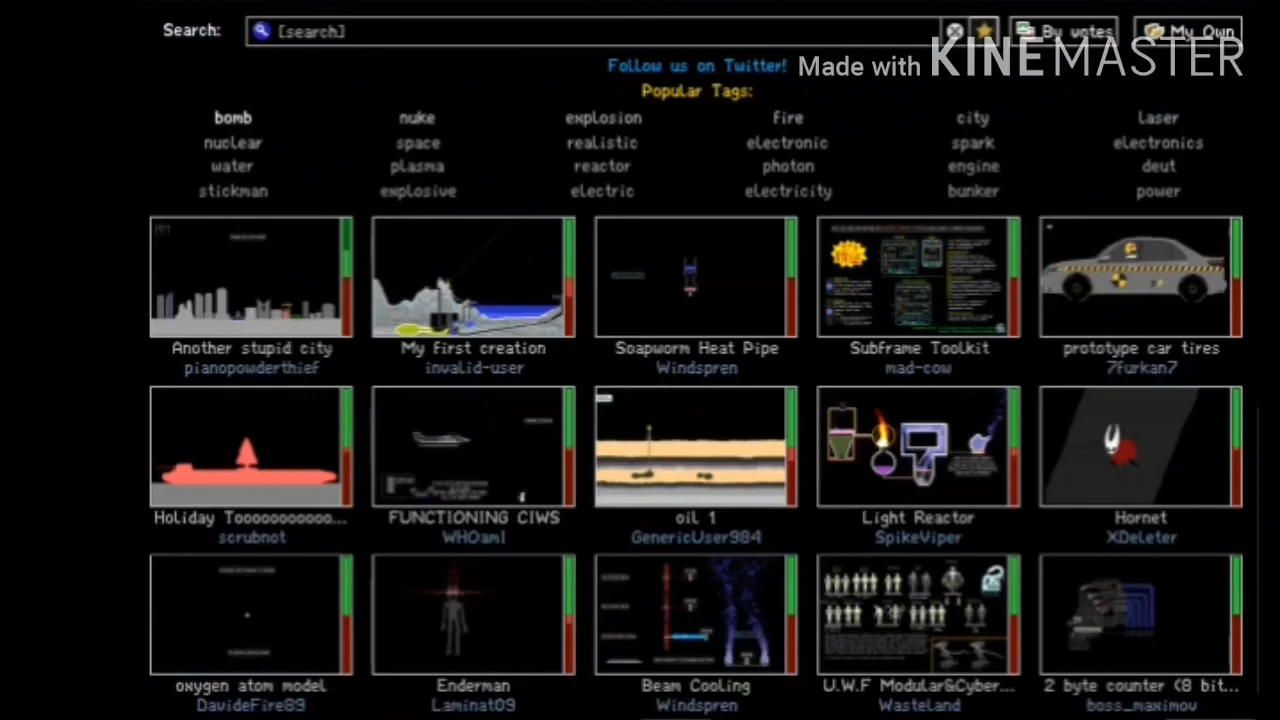 Search: [search] By votes My Own
Follow us on Twitter! Made with KINEMASTER
Popular Tags:
bomb nuke explosion fire city laser
nuclear space realistic electronic spark electronics
water plasma reactor photon engine deut
stickman explosive electric electricity bunker power
Another stupid city My first creation Soapworm Heat Pipe Subframe Toolkit prototype car tires
pianopowderthief invalid-user Windspren mad-cow 7furkan7
Holiday Tooooooooooo... FUNCTIONING CIWS oil 1 Light Reactor Hornet
scrubnot WHOamI GenericUser984 SpikeViper XDeleter
oxygen atom model Enderman Beam Cooling U.W.F Modular&Cyber... 2 byte counter (8 bit...
DavideFire89 Laminat09 Windspren Wasteland boss_maximov